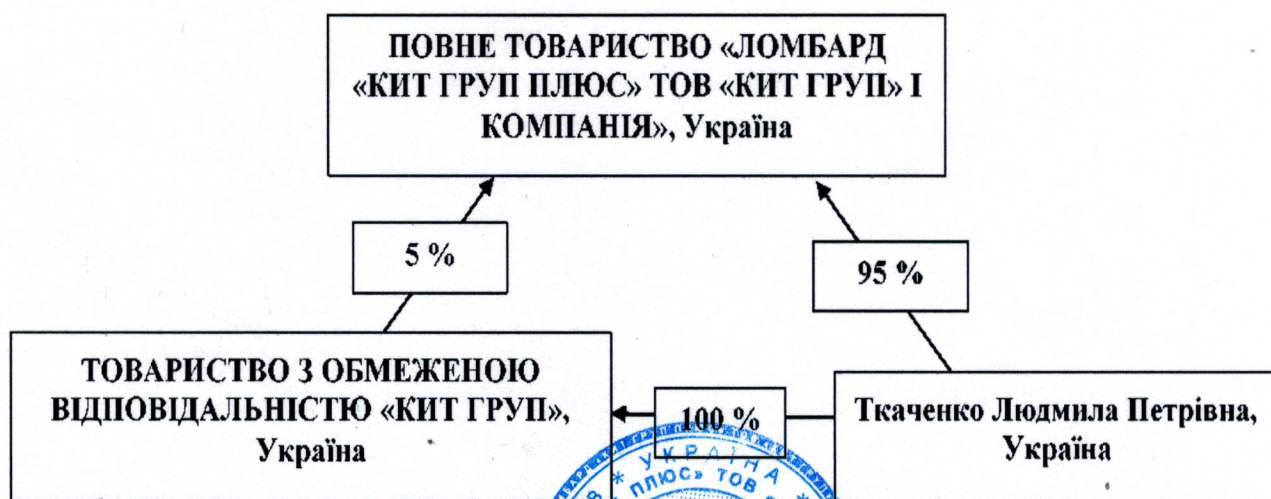 ПОВНЕ ТОВАРИСТВО «ЛОМБАРД
«КИТ ГРУП ПЛЮС» ТОВ «КИТ ГРУП» І
КОМПАНІЯ», Україна
5 %
95 %
ТОВАРИСТВО З ОБМЕЖЕНОЮ
ВІДПОВІДАЛЬНІСТЮ «КИТ ГРУП»,
Україна
100 %
Ткаченко Людмила Петрівна,
Україна
* УКРАЇНА *
ПЛЮС» ТОВ